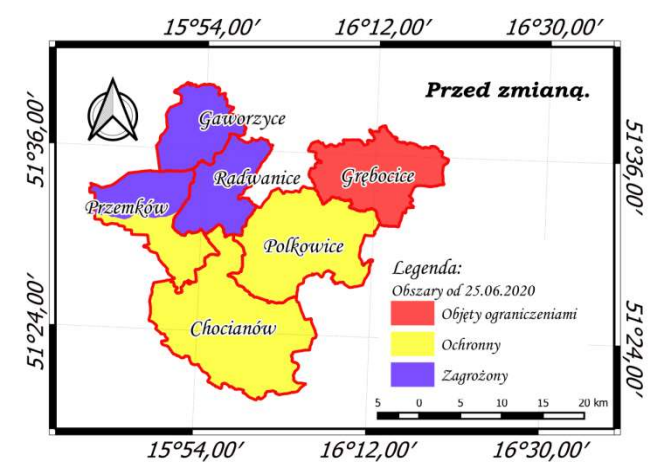 15°54,00′ 16°12,00′ 16°30,00′
Przed zmianą.
51°36,00′
51°36,00′
Gaworzyce
Radwanice
Grębocice
Przemków
Polkowice
Chocianów
51°24,00′
51°24,00′
Legenda:
Obszary od 25.06.2020
Objęty ograniczeniami
Ochronny
Zagrożony
5 0 5 10 15 20 km
15°54,00′ 16°12,00′ 16°30,00′